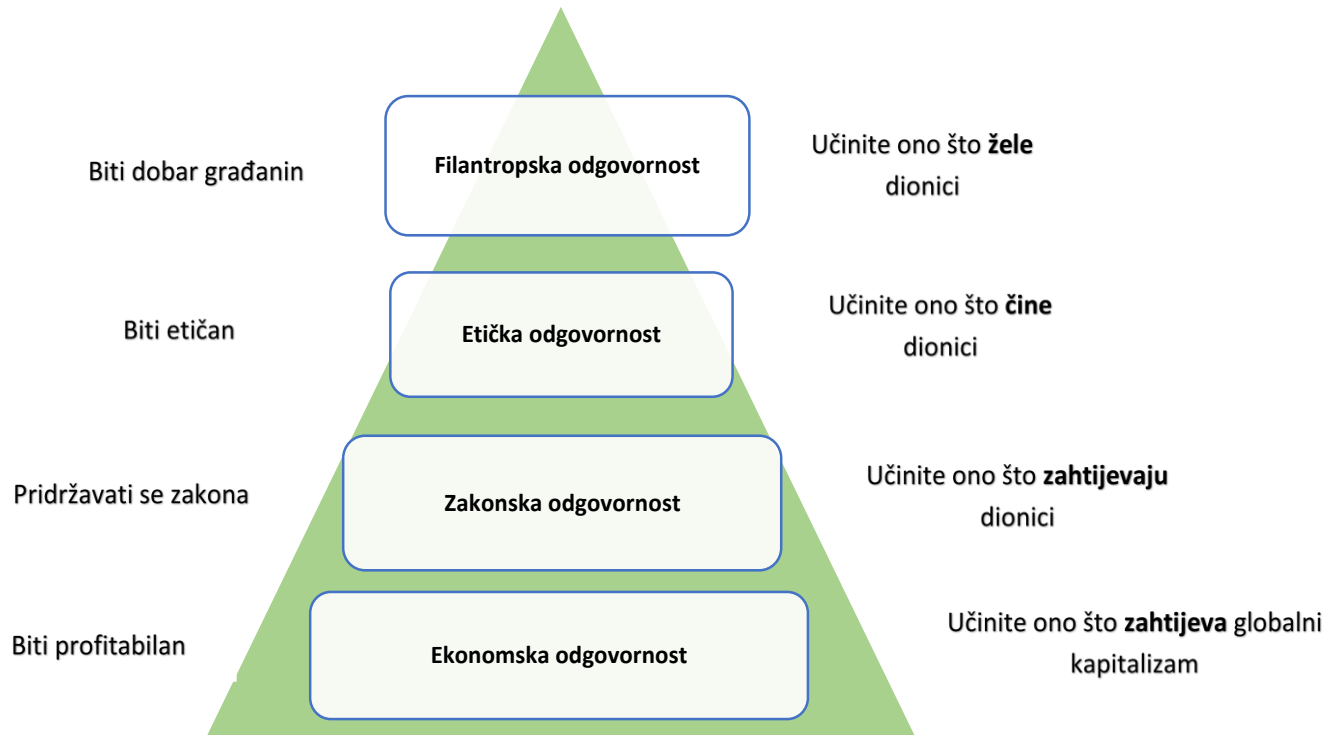 Biti dobar građanin
Filantropska odgovornost
Učinite ono što žele
dionici
Biti etičan
Etička odgovornost
Učinite ono što čine
dionici
Pridržavati se zakona
Zakonska odgovornost
Učinite ono što zahtijevaju
dionici
Biti profitabilan
Ekonomska odgovornost
Učinite ono što zahtijeva globalni
kapitalizam